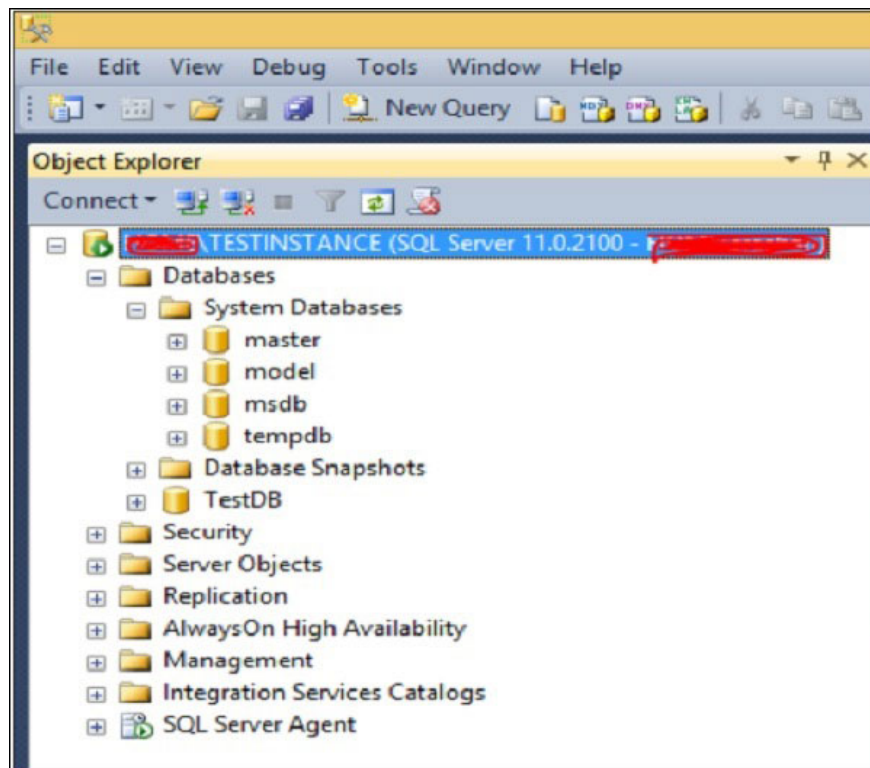 File Edit View Debug Tools Window Help
New Query
Object Explorer
Connect
\TESTINSTANCE (SQL Server 11.0.2100 -
Databases
System Databases
master
model
msdb
tempdb
Database Snapshots
TestDB
Security
Server Objects
Replication
AlwaysOn High Availability
Management
Integration Services Catalogs
SQL Server Agent